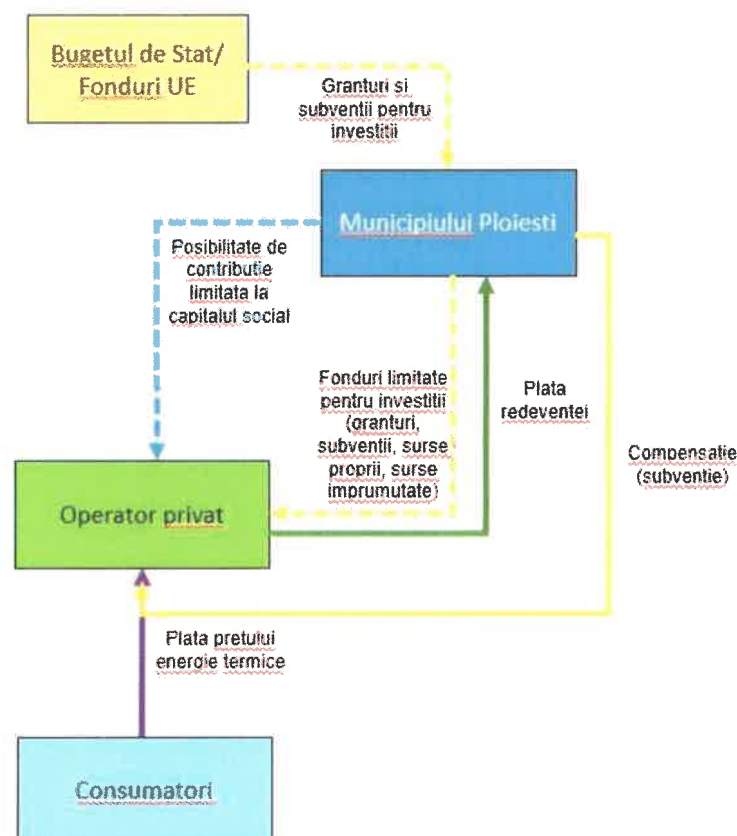 Bugetul de Stat/
Fonduri UE
Granturi si
subventii pentru
investitii
Municipiului Ploiesti
Posibilitate de
contributie
limitata la
capitalul social
Fonduri limitate
pentru investitii
(granturi,
subventii, surse
proprii, surse
imprumutate)
Plata
redeventei
Compensatie
(subventie)
Operator privat
Plata pretului
energie termice
Consumatori